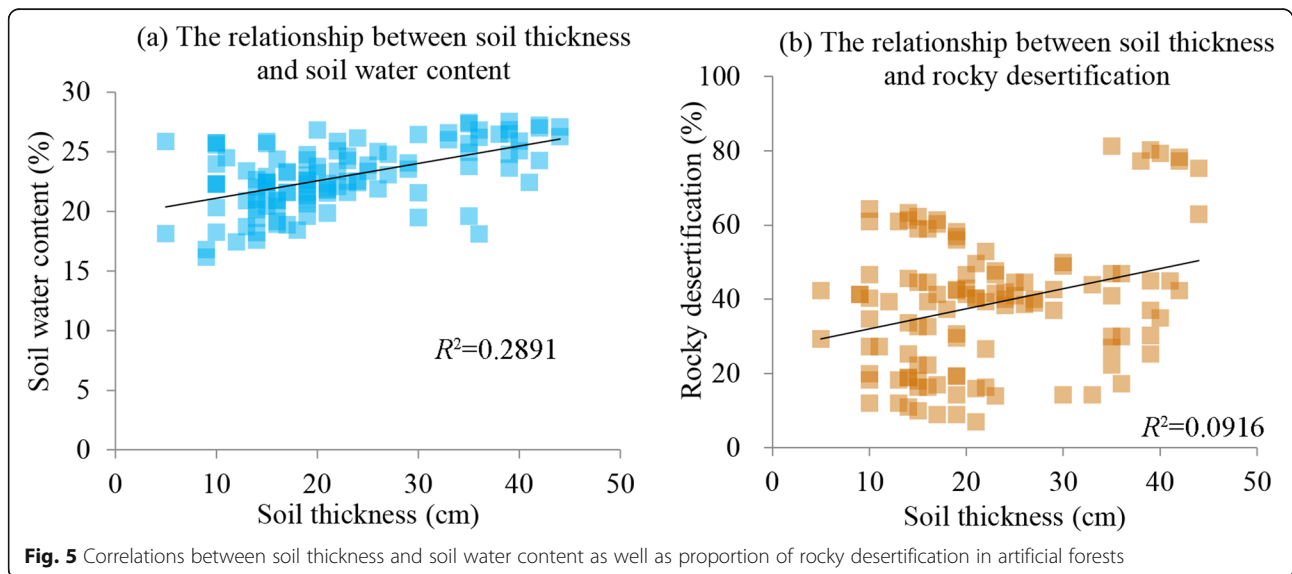 (a) The relationship between soil thickness
and soil water content
30
25
20
15
10
5
0
Soil water content (%)
R²=0.2891
0 10 20 30 40 50
Soil thickness (cm)
(b) The relationship between soil thickness
and rocky desertification
100
80
60
40
20
0
Rocky desertification (%)
R²=0.0916
0 10 20 30 40 50
Soil thickness (cm)
Fig. 5 Correlations between soil thickness and soil water content as well as proportion of rocky desertification in artificial forests